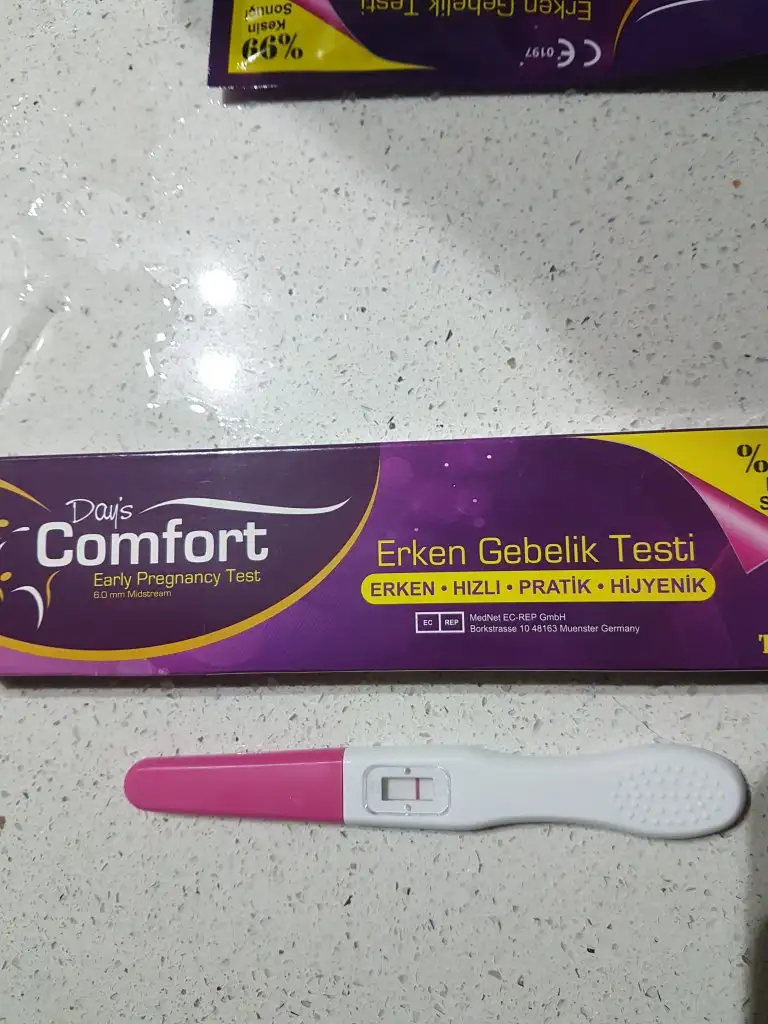 %99
Kesin
Sonuç
Erken Gebelik Testi
CE 0197
Day's
Comfort
Early Pregnancy Test
6.0 mm Midstream
Erken Gebelik Testi
ERKEN • HIZLI • PRATİK • HİJYENİK
EC REP
MedNet EC-REP GmbH
Borkstrasse 10 48163 Muenster Germany
%